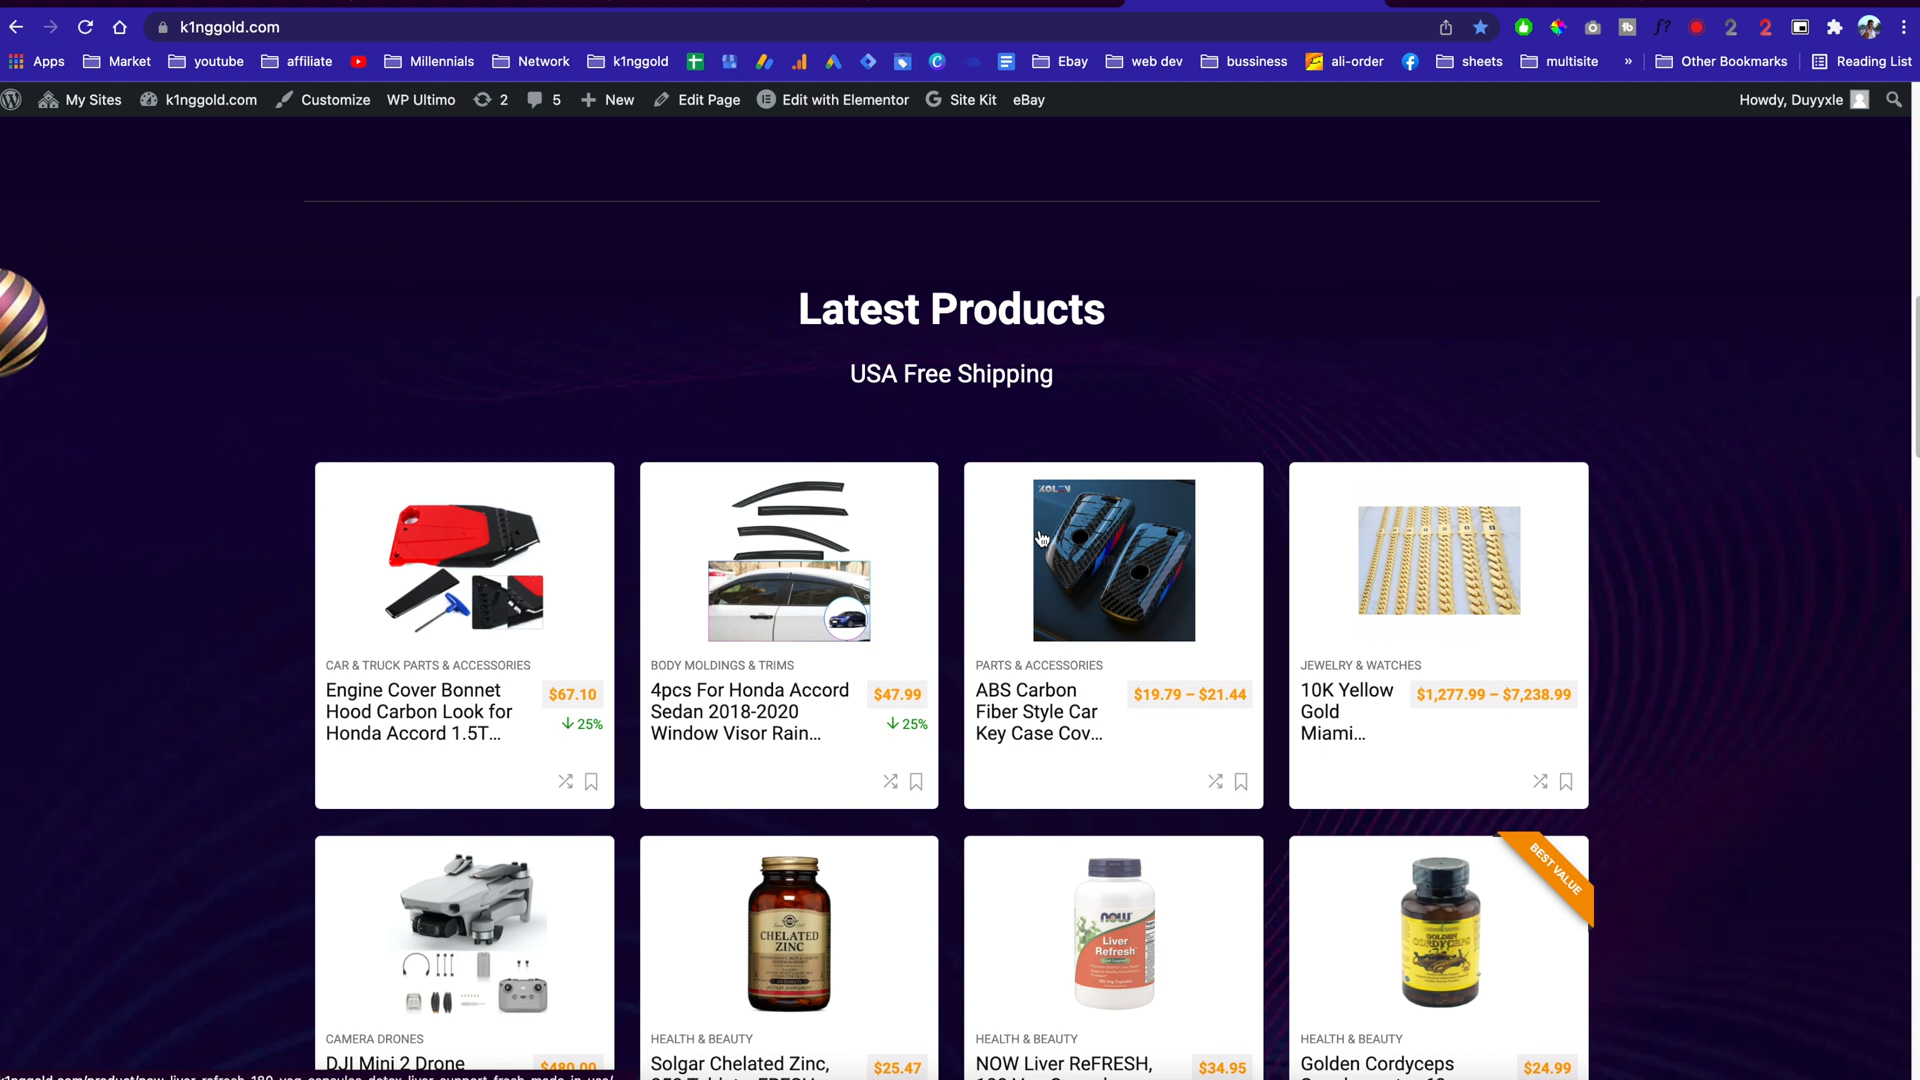 k1nggold.com
Apps Market youtube affiliate Millennials Network k1nggold Ebay web dev bussiness ali-order sheets multisite » Other Bookmarks Reading List
My Sites k1nggold.com Customize WP Ultimo 2 5 New Edit Page Edit with Elementor Site Kit eBay Howdy, Duyyxle
Latest Products
USA Free Shipping
KOLEN
CAR & TRUCK PARTS & ACCESSORIES
Engine Cover Bonnet Hood Carbon Look for Honda Accord 1.5T...
$67.10
25%
BODY MOLDINGS & TRIMS
4pcs For Honda Accord Sedan 2018-2020 Window Visor Rain...
$47.99
25%
PARTS & ACCESSORIES
ABS Carbon Fiber Style Car Key Case Cov...
$19.79 – $21.44
JEWELRY & WATCHES
10K Yellow Gold Miami...
$1,277.99 – $7,238.99
SOLGAR
CHELATED
ZINC
NOW
Liver
Refresh
GOLDEN
CORDYCEPS
BEST VALUE
CAMERA DRONES
DJI Mini 2 Drone
$480.00
HEALTH & BEAUTY
Solgar Chelated Zinc,
$25.47
HEALTH & BEAUTY
NOW Liver ReFRESH,
$34.95
HEALTH & BEAUTY
Golden Cordyceps
$24.99